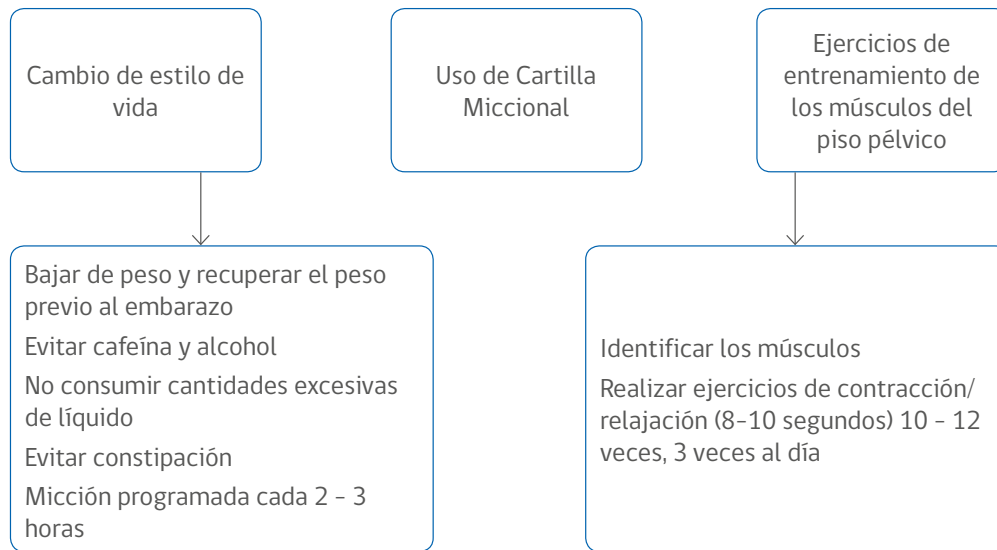 Cambio de estilo de
vida
Uso de Cartilla
Miccional
Ejercicios de
entrenamiento de
los músculos del
piso pélvico
Bajar de peso y recuperar el peso
previo al embarazo
Evitar cafeína y alcohol
No consumir cantidades excesivas
de líquido
Evitar constipación
Micción programada cada 2 – 3
horas
Identificar los músculos
Realizar ejercicios de contracción/
relajación (8–10 segundos) 10 – 12
veces, 3 veces al día